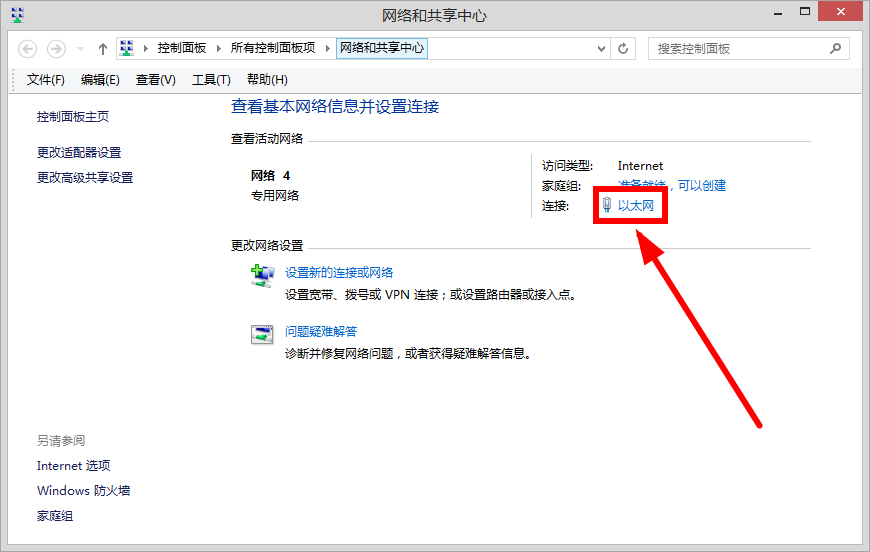 网络和共享中心
控制面板 所有控制面板项 网络和共享中心
搜索控制面板
文件(F) 编辑(E) 查看(V) 工具(T) 帮助(H)
控制面板主页
更改适配器设置
更改高级共享设置
查看基本网络信息并设置连接
查看活动网络
网络 4
专用网络
访问类型: Internet
家庭组: 准备就绪，可以创建
连接: 以太网
更改网络设置
设置新的连接或网络
设置宽带、拨号或 VPN 连接；或设置路由器或接入点。
问题疑难解答
诊断并修复网络问题，或者获得疑难解答信息。
另请参阅
Internet 选项
Windows 防火墙
家庭组